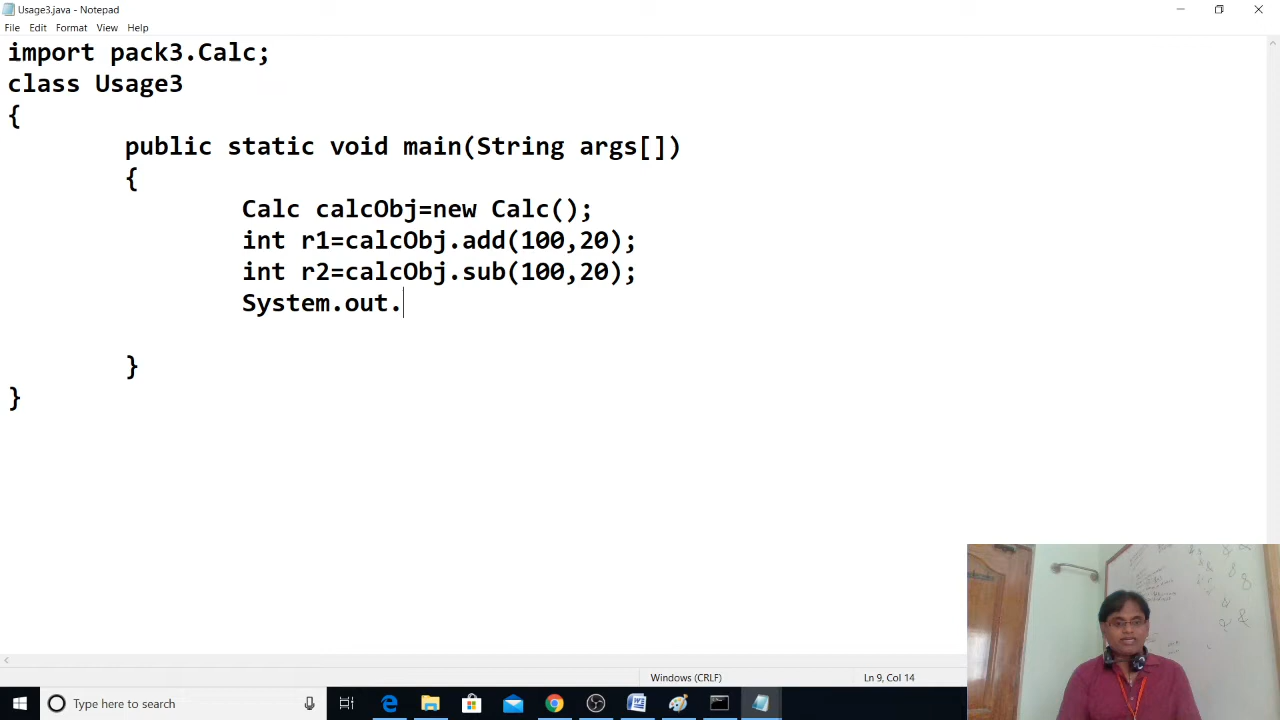 Usage3.java - Notepad
File Edit Format View Help
import pack3.Calc;
class Usage3
{
public static void main(String args[])
{
Calc calcObj=new Calc();
int r1=calcObj.add(100,20);
int r2=calcObj.sub(100,20);
System.out.
}
}
Windows (CRLF) Ln 9, Col 14
Type here to search